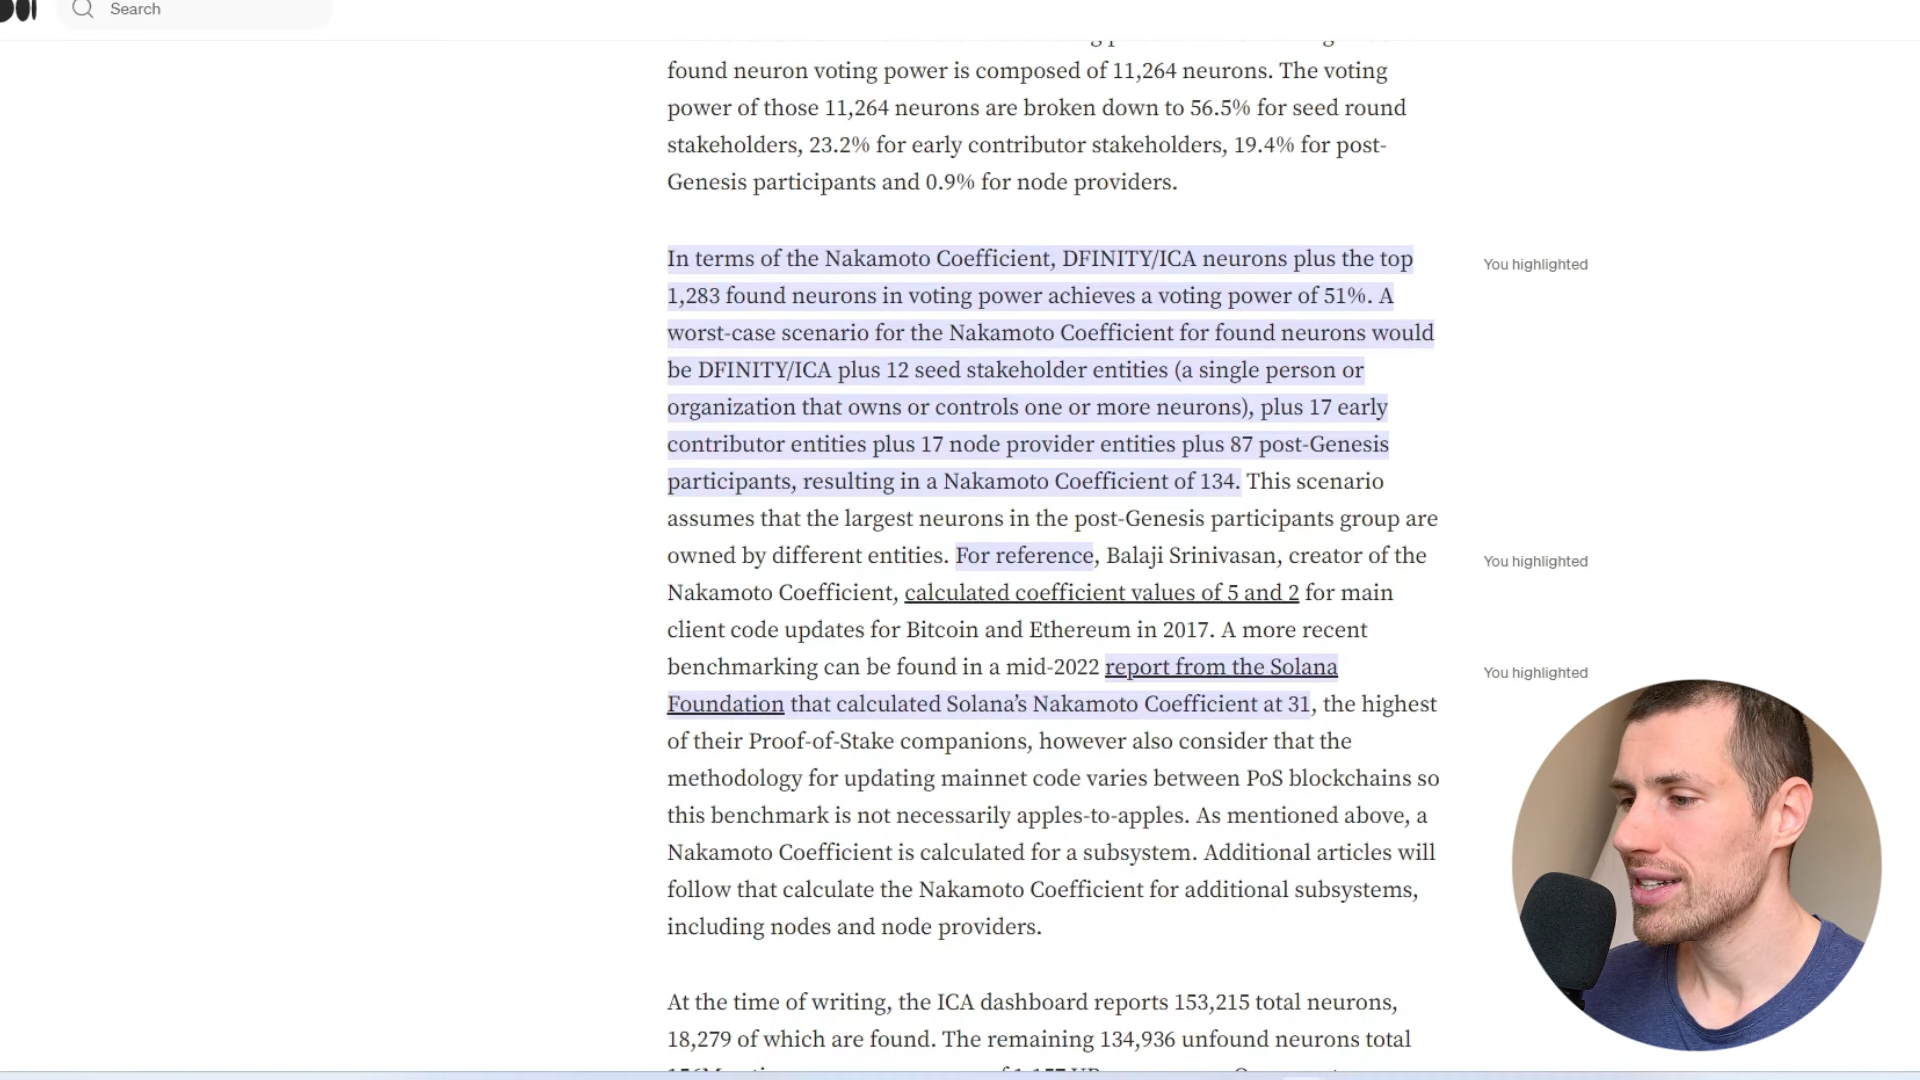 Search
found neuron voting power is composed of 11,264 neurons. The voting
power of those 11,264 neurons are broken down to 56.5% for seed round
stakeholders, 23.2% for early contributor stakeholders, 19.4% for post-
Genesis participants and 0.9% for node providers.
In terms of the Nakamoto Coefficient, DFINITY/ICA neurons plus the top
You highlighted
1,283 found neurons in voting power achieves a voting power of 51%. A
worst-case scenario for the Nakamoto Coefficient for found neurons would
be DFINITY/ICA plus 12 seed stakeholder entities (a single person or
organization that owns or controls one or more neurons), plus 17 early
contributor entities plus 17 node provider entities plus 87 post-Genesis
participants, resulting in a Nakamoto Coefficient of 134. This scenario
assumes that the largest neurons in the post-Genesis participants group are
owned by different entities. For reference, Balaji Srinivasan, creator of the
You highlighted
Nakamoto Coefficient, calculated coefficient values of 5 and 2 for main
client code updates for Bitcoin and Ethereum in 2017. A more recent
benchmarking can be found in a mid-2022 report from the Solana
You highlighted
Foundation that calculated Solana’s Nakamoto Coefficient at 31, the highest
of their Proof-of-Stake companions, however also consider that the
methodology for updating mainnet code varies between PoS blockchains so
this benchmark is not necessarily apples-to-apples. As mentioned above, a
Nakamoto Coefficient is calculated for a subsystem. Additional articles will
follow that calculate the Nakamoto Coefficient for additional subsystems,
including nodes and node providers.
At the time of writing, the ICA dashboard reports 153,215 total neurons,
18,279 of which are found. The remaining 134,936 unfound neurons total